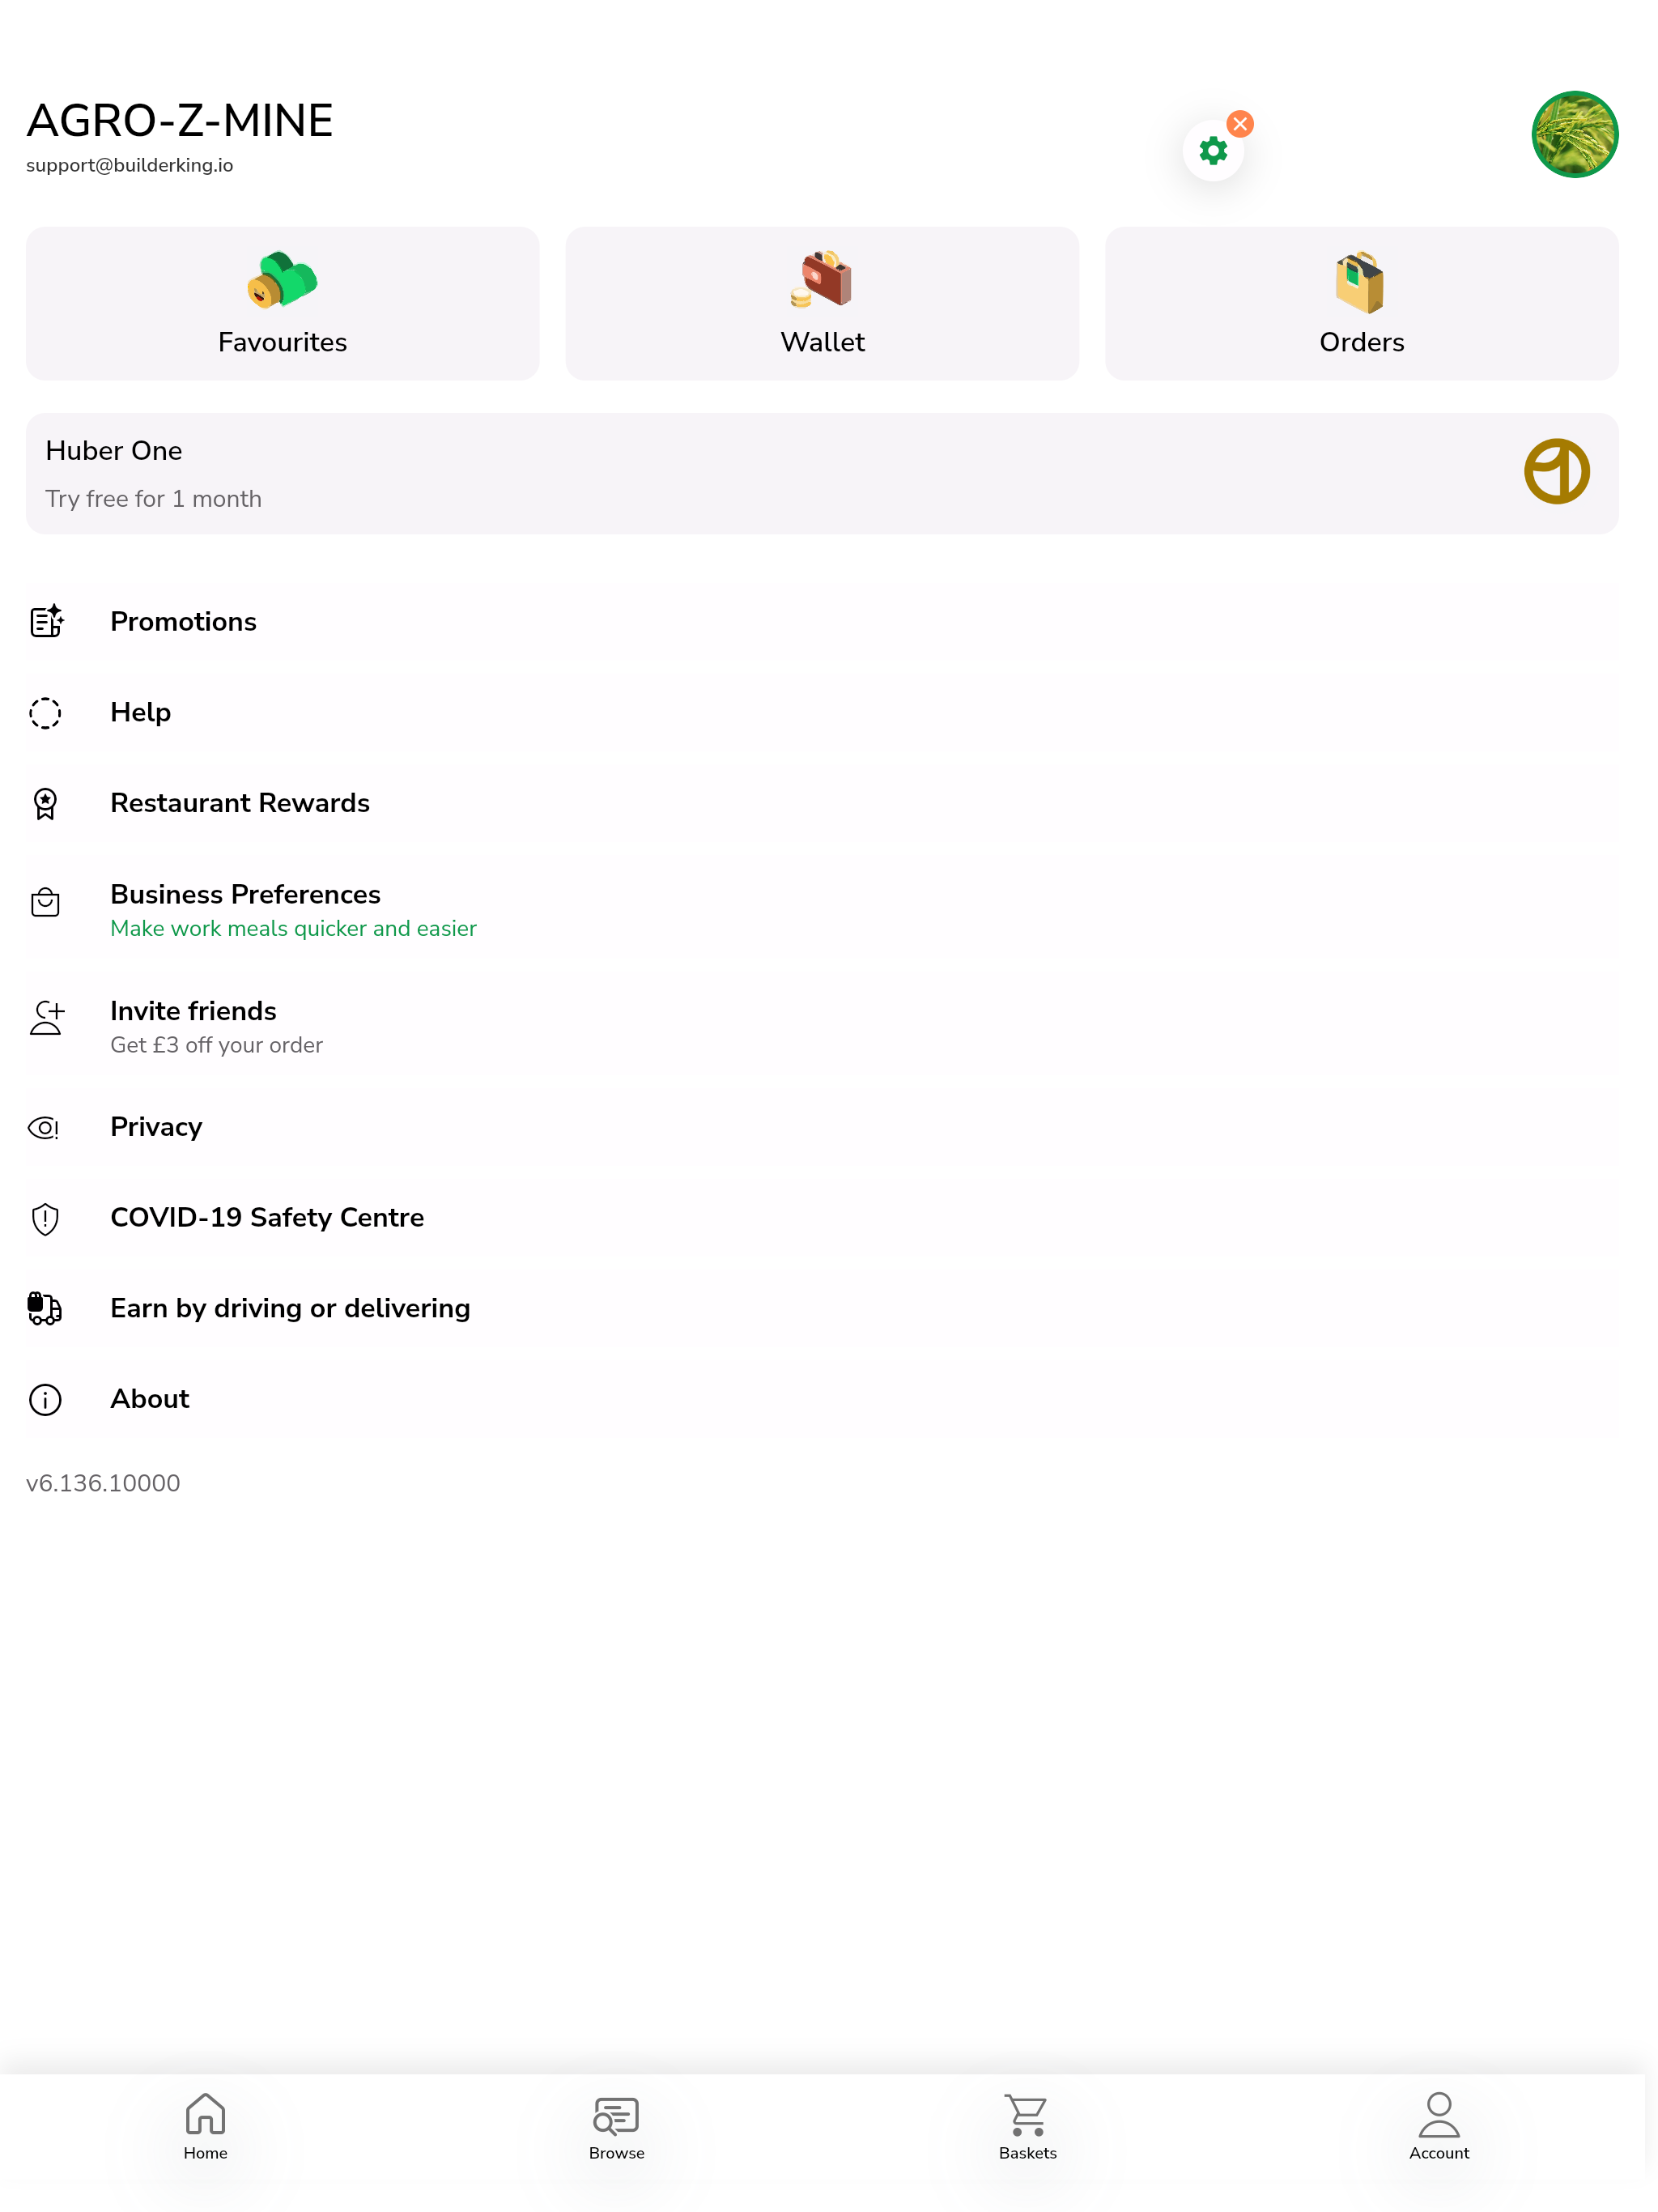 AGRO-Z-MINE
support@builderking.io
Favourites
Wallet
Orders
Huber One
Try free for 1 month
Promotions
Help
Restaurant Rewards
Business Preferences
Make work meals quicker and easier
Invite friends
Get £3 off your order
Privacy
COVID-19 Safety Centre
Earn by driving or delivering
About
v6.136.10000
Home
Browse
Baskets
Account